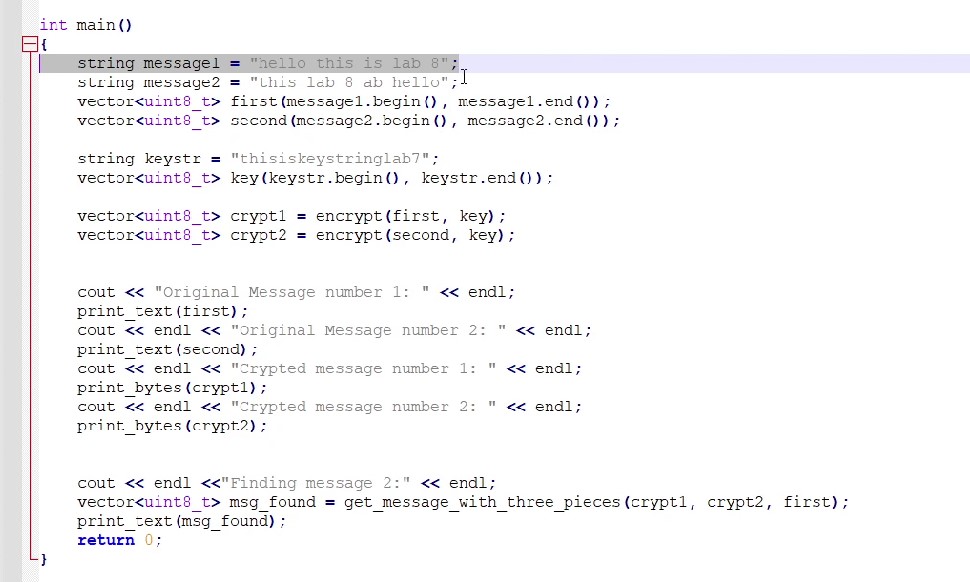 int main()
{
string message1 = "hello this is lab 8";
string message2 = "this lab 8 ab hello";
vector<uint8_t> first(message1.begin(), message1.end());
vector<uint8_t> second(message2.begin(), message2.end());
string keystr = "thisiskeystringlab7";
vector<uint8_t> key(keystr.begin(), keystr.end());
vector<uint8_t> crypt1 = encrypt(first, key);
vector<uint8_t> crypt2 = encrypt(second, key);
cout << "Original Message number 1: " << endl;
print_text(first);
cout << endl << "Original Message number 2: " << endl;
print_text(second);
cout << endl << "Crypted message number 1: " << endl;
print_bytes(crypt1);
cout << endl << "Crypted message number 2: " << endl;
print_bytes(crypt2);
cout << endl <<"Finding message 2:" << endl;
vector<uint8_t> msg_found = get_message_with_three_pieces(crypt1, crypt2, first);
print_text(msg_found);
return 0;
}